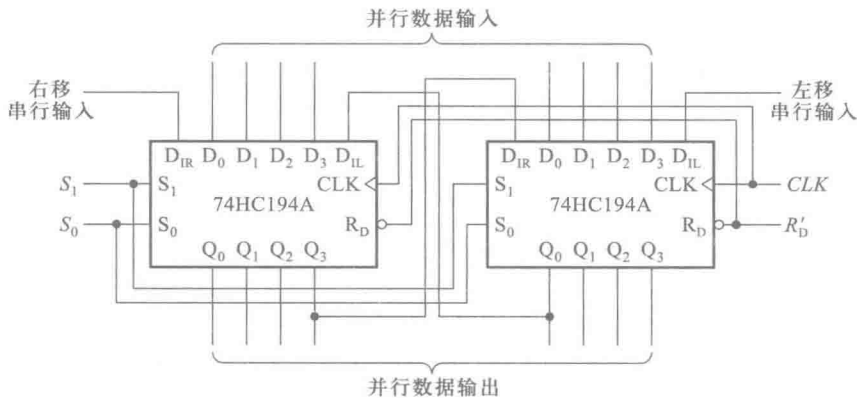 并行数据输入
右移
串行输入
左移
串行输入
D_IR D_0 D_1 D_2 D_3 D_IL
D_IR D_0 D_1 D_2 D_3 D_IL
S_1
S_1
CLK
S_1
CLK
CLK
74HC194A
74HC194A
S'_0
S_0
R_D
S_0
R_D
R'_D
Q_0 Q_1 Q_2 Q_3
Q_0 Q_1 Q_2 Q_3
并行数据输出